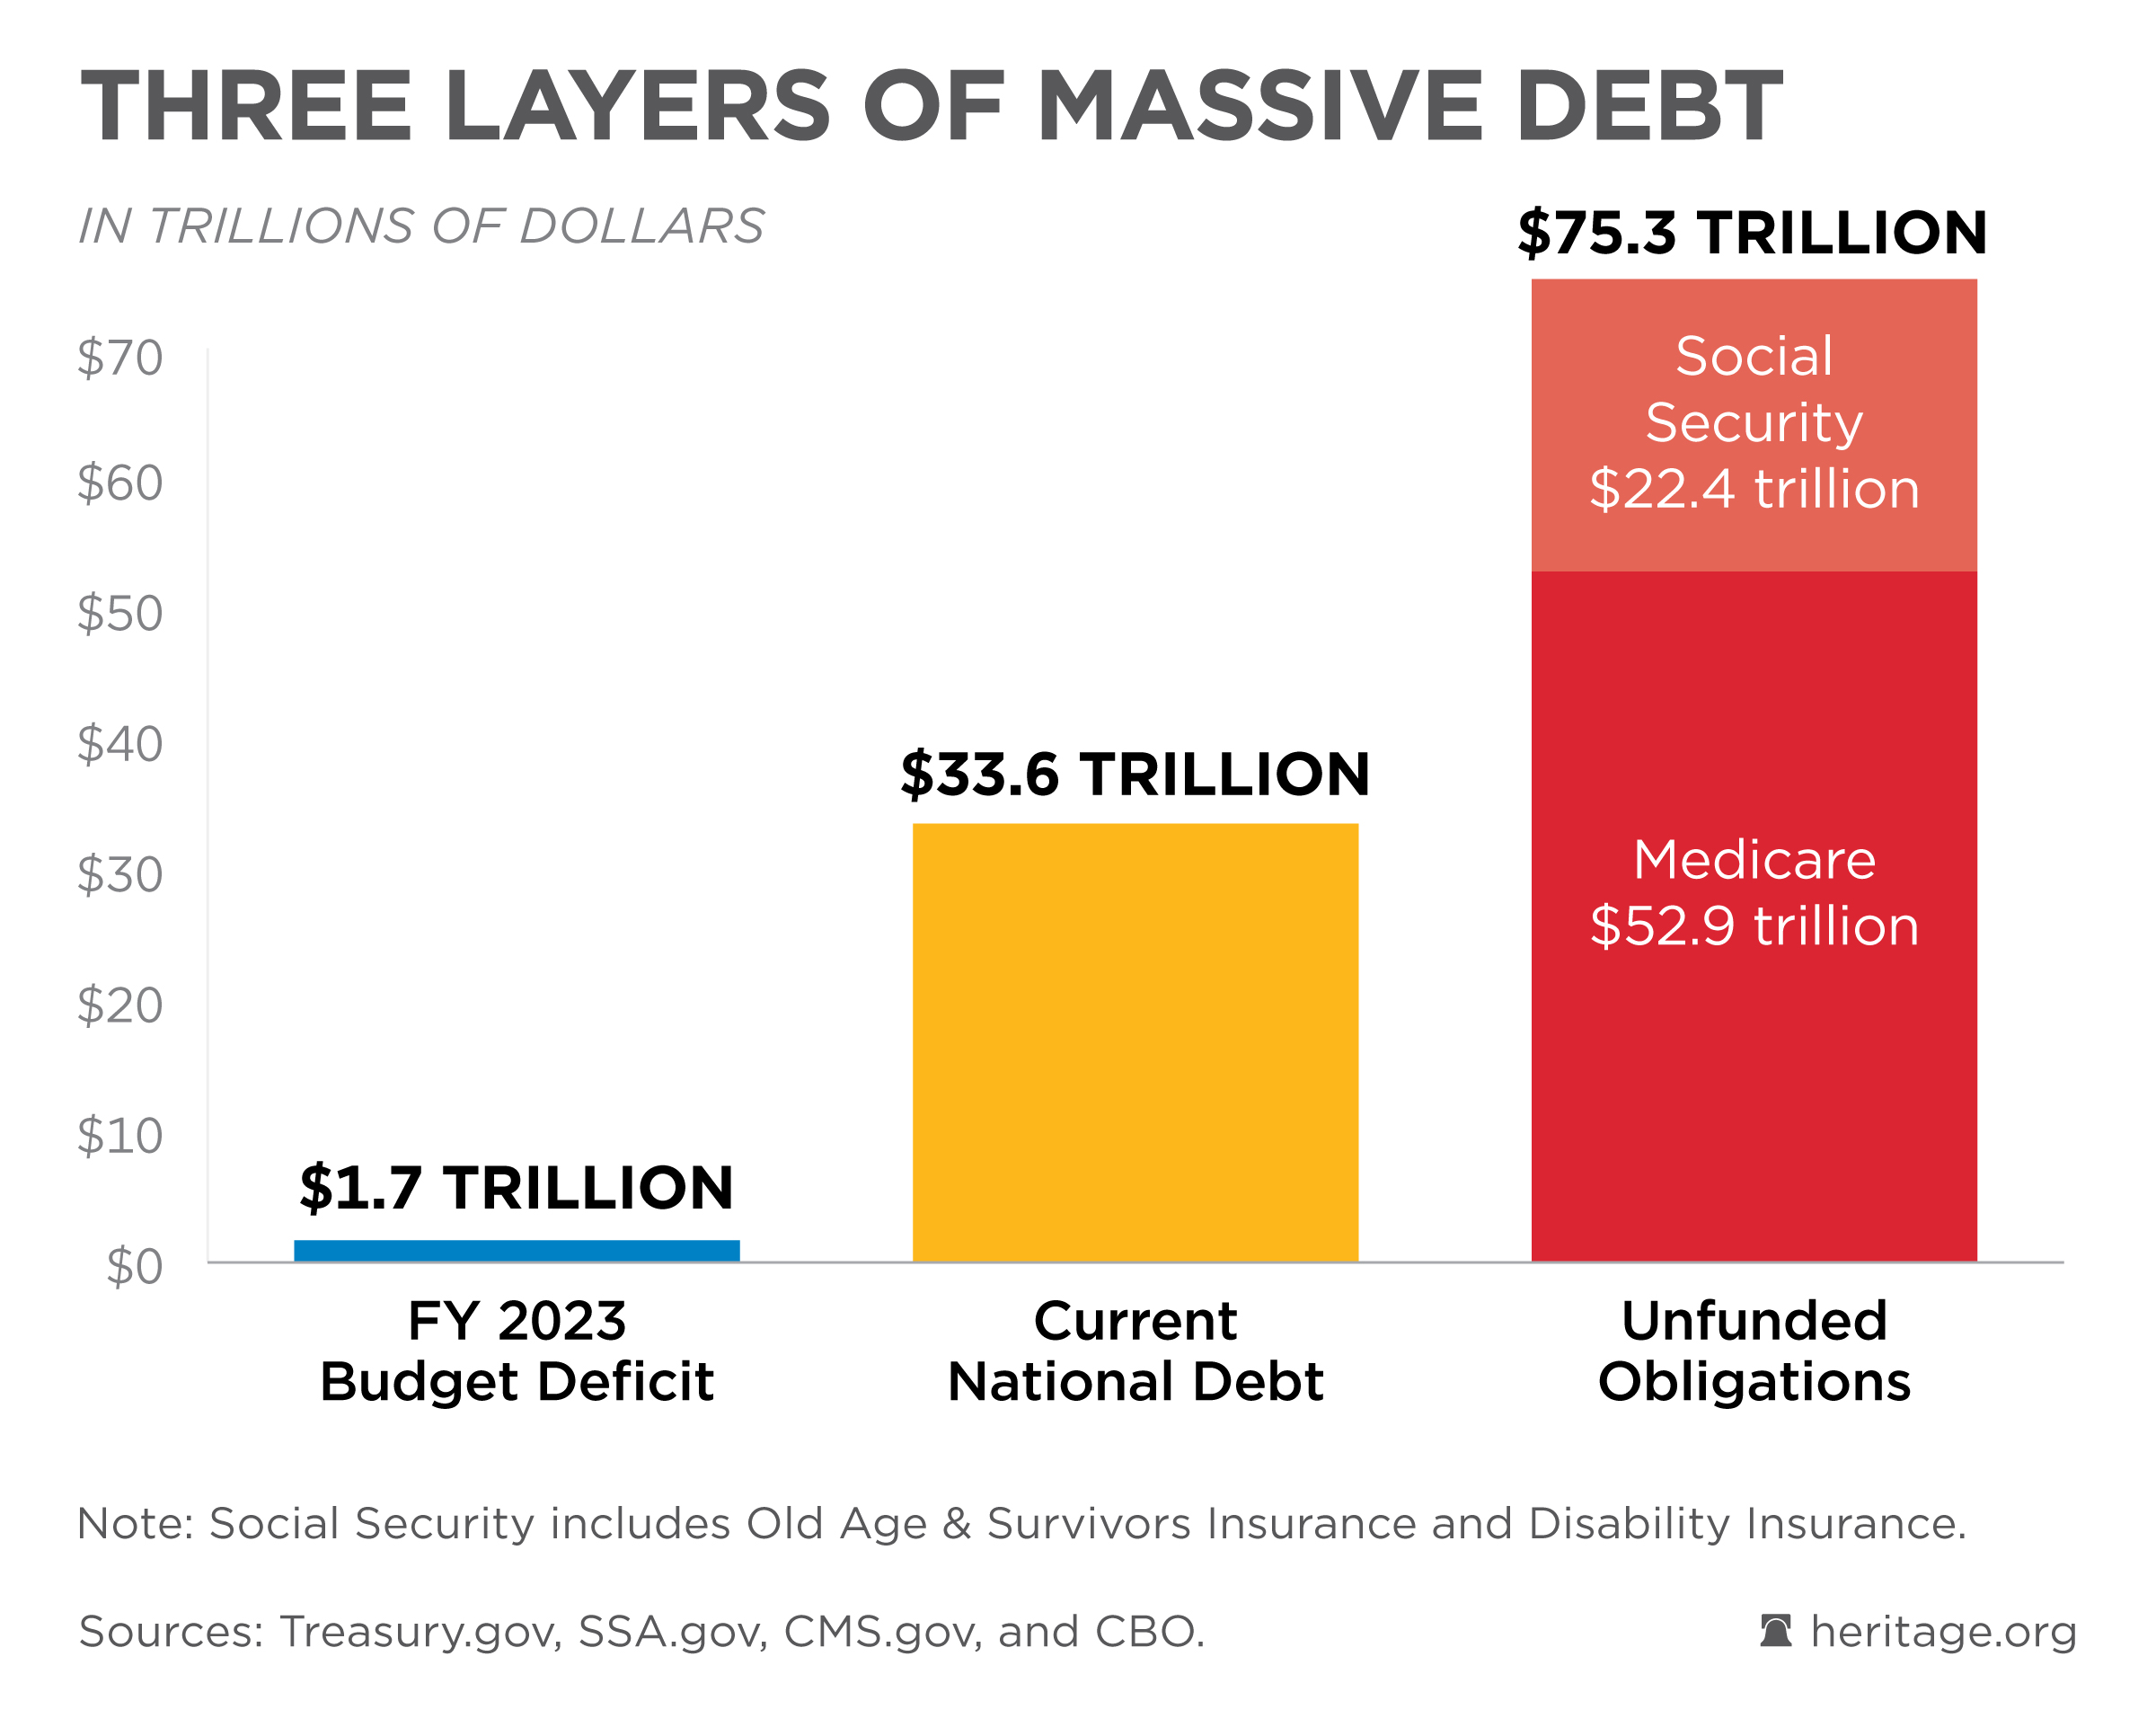 THREE LAYERS OF MASSIVE DEBT
IN TRILLIONS OF DOLLARS
$70
$60
$50
$40
$30
$20
$10
$0
$1.7 TRILLION
$33.6 TRILLION
$75.3 TRILLION
Social
Security
$22.4 trillion
Medicare
$52.9 trillion
FY 2023
Budget Deficit
Current
National Debt
Unfunded
Obligations
Note: Social Security includes Old Age & Survivors Insurance and Disability Insurance.
Sources: Treasury.gov, SSA.gov, CMS.gov, and CBO.
heritage.org